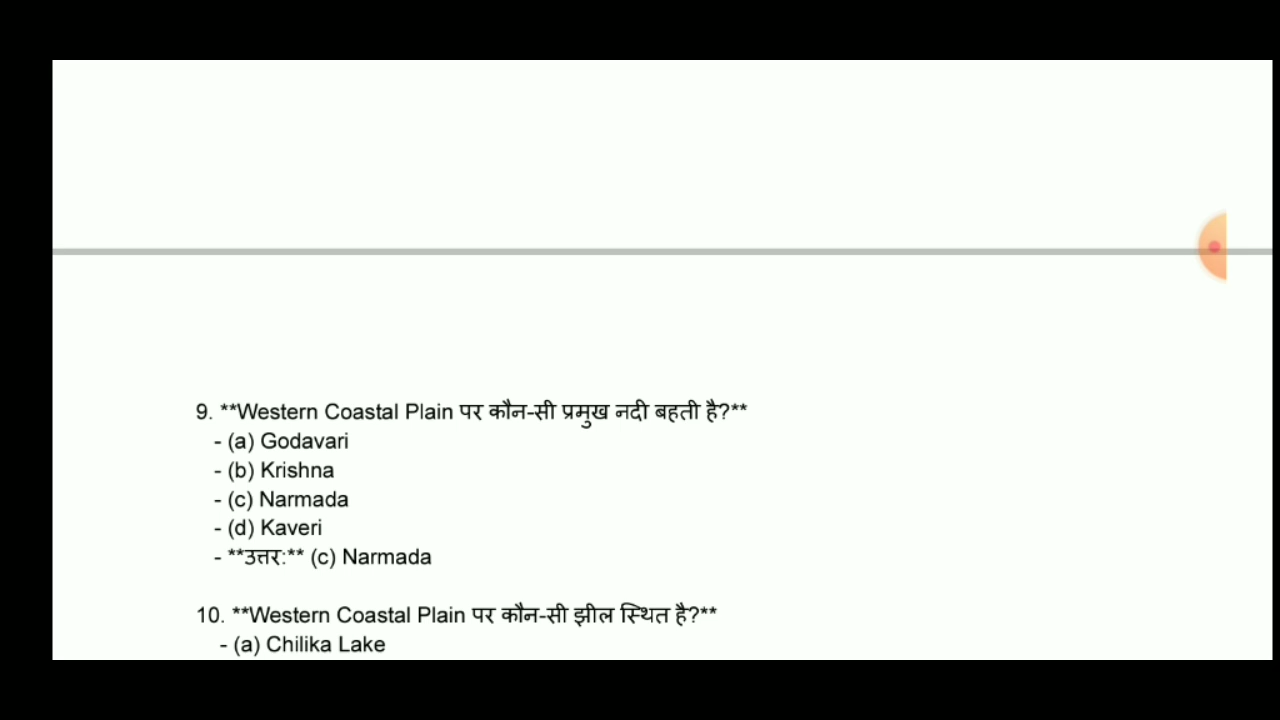 9. **Western Coastal Plain पर कौन-सी प्रमुख नदी बहती है?**
- (a) Godavari
- (b) Krishna
- (c) Narmada
- (d) Kaveri
- **उत्तर:** (c) Narmada
10. **Western Coastal Plain पर कौन-सी झील स्थित है?**
- (a) Chilika Lake